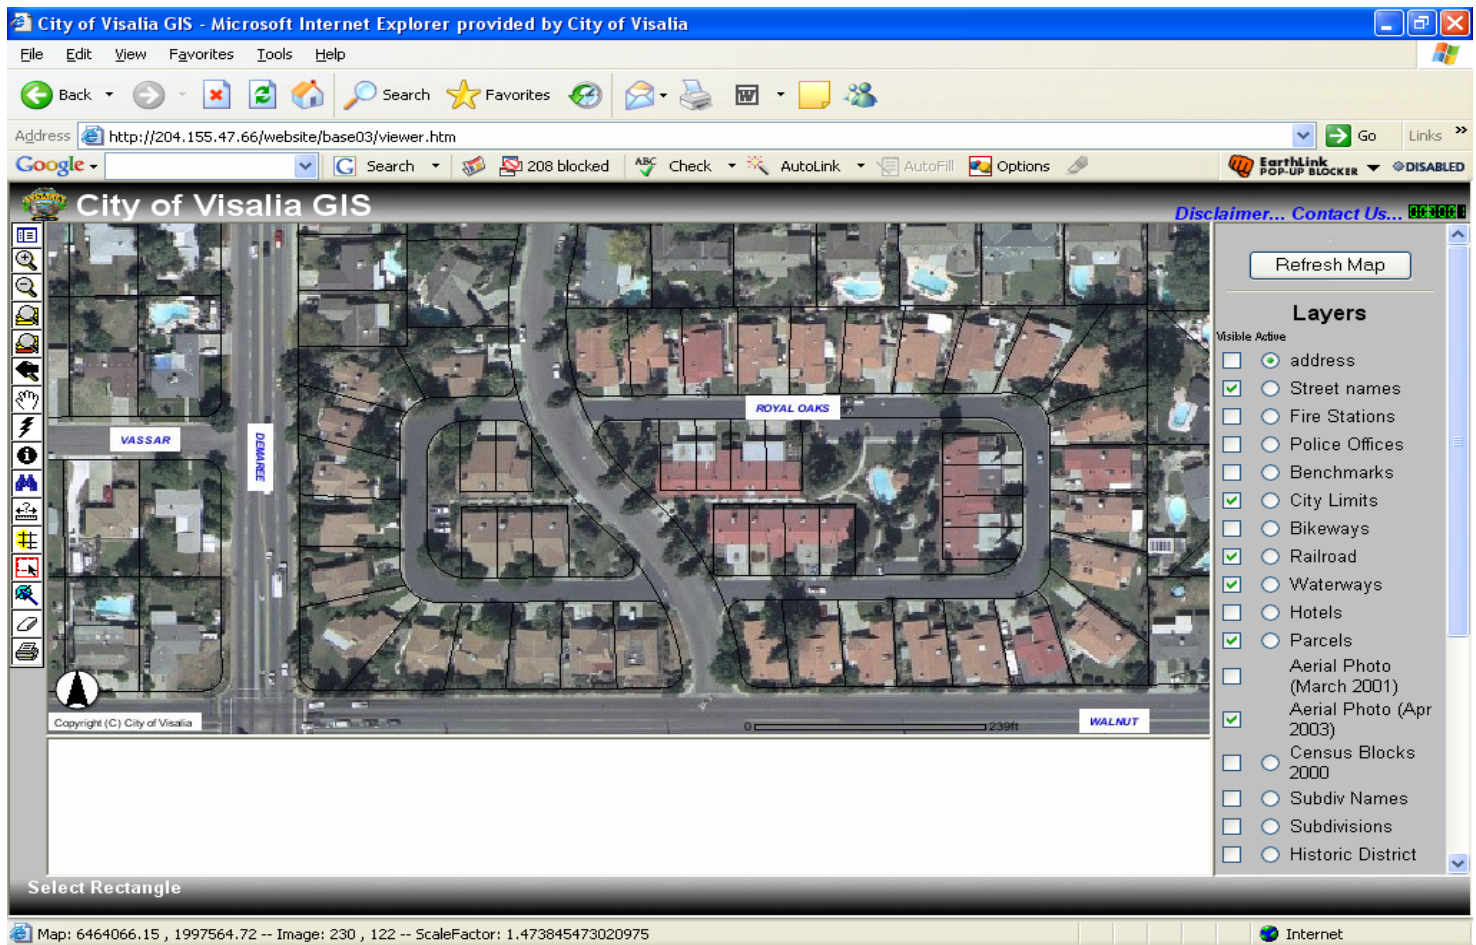 City of Visalia GIS - Microsoft Internet Explorer provided by City of Visalia
File Edit View Favorites Tools Help
Back Search Favorites
Address http://204.155.47.66/website/base03/viewer.htm Go Links »
Google Search 208 blocked ABC Check AutoLink AutoFill Options EarthLink POP-UP BLOCKER DISABLED
City of Visalia GIS
Disclaimer... Contact Us...
Refresh Map
Layers
Visible Active
address
Street names
Fire Stations
Police Offices
Benchmarks
City Limits
Bikeways
Railroad
Waterways
Hotels
Parcels
Aerial Photo
(March 2001)
Aerial Photo (Apr
2003)
Census Blocks
2000
Subdiv Names
Subdivisions
Historic District
ROYAL OAKS
VASSAR
DEMAREE
WALNUT
Copyright (C) City of Visalia
0 239ft
Select Rectangle
Map: 6464066.15 , 1997564.72 -- Image: 230 , 122 -- ScaleFactor: 1.473845473020975
Internet